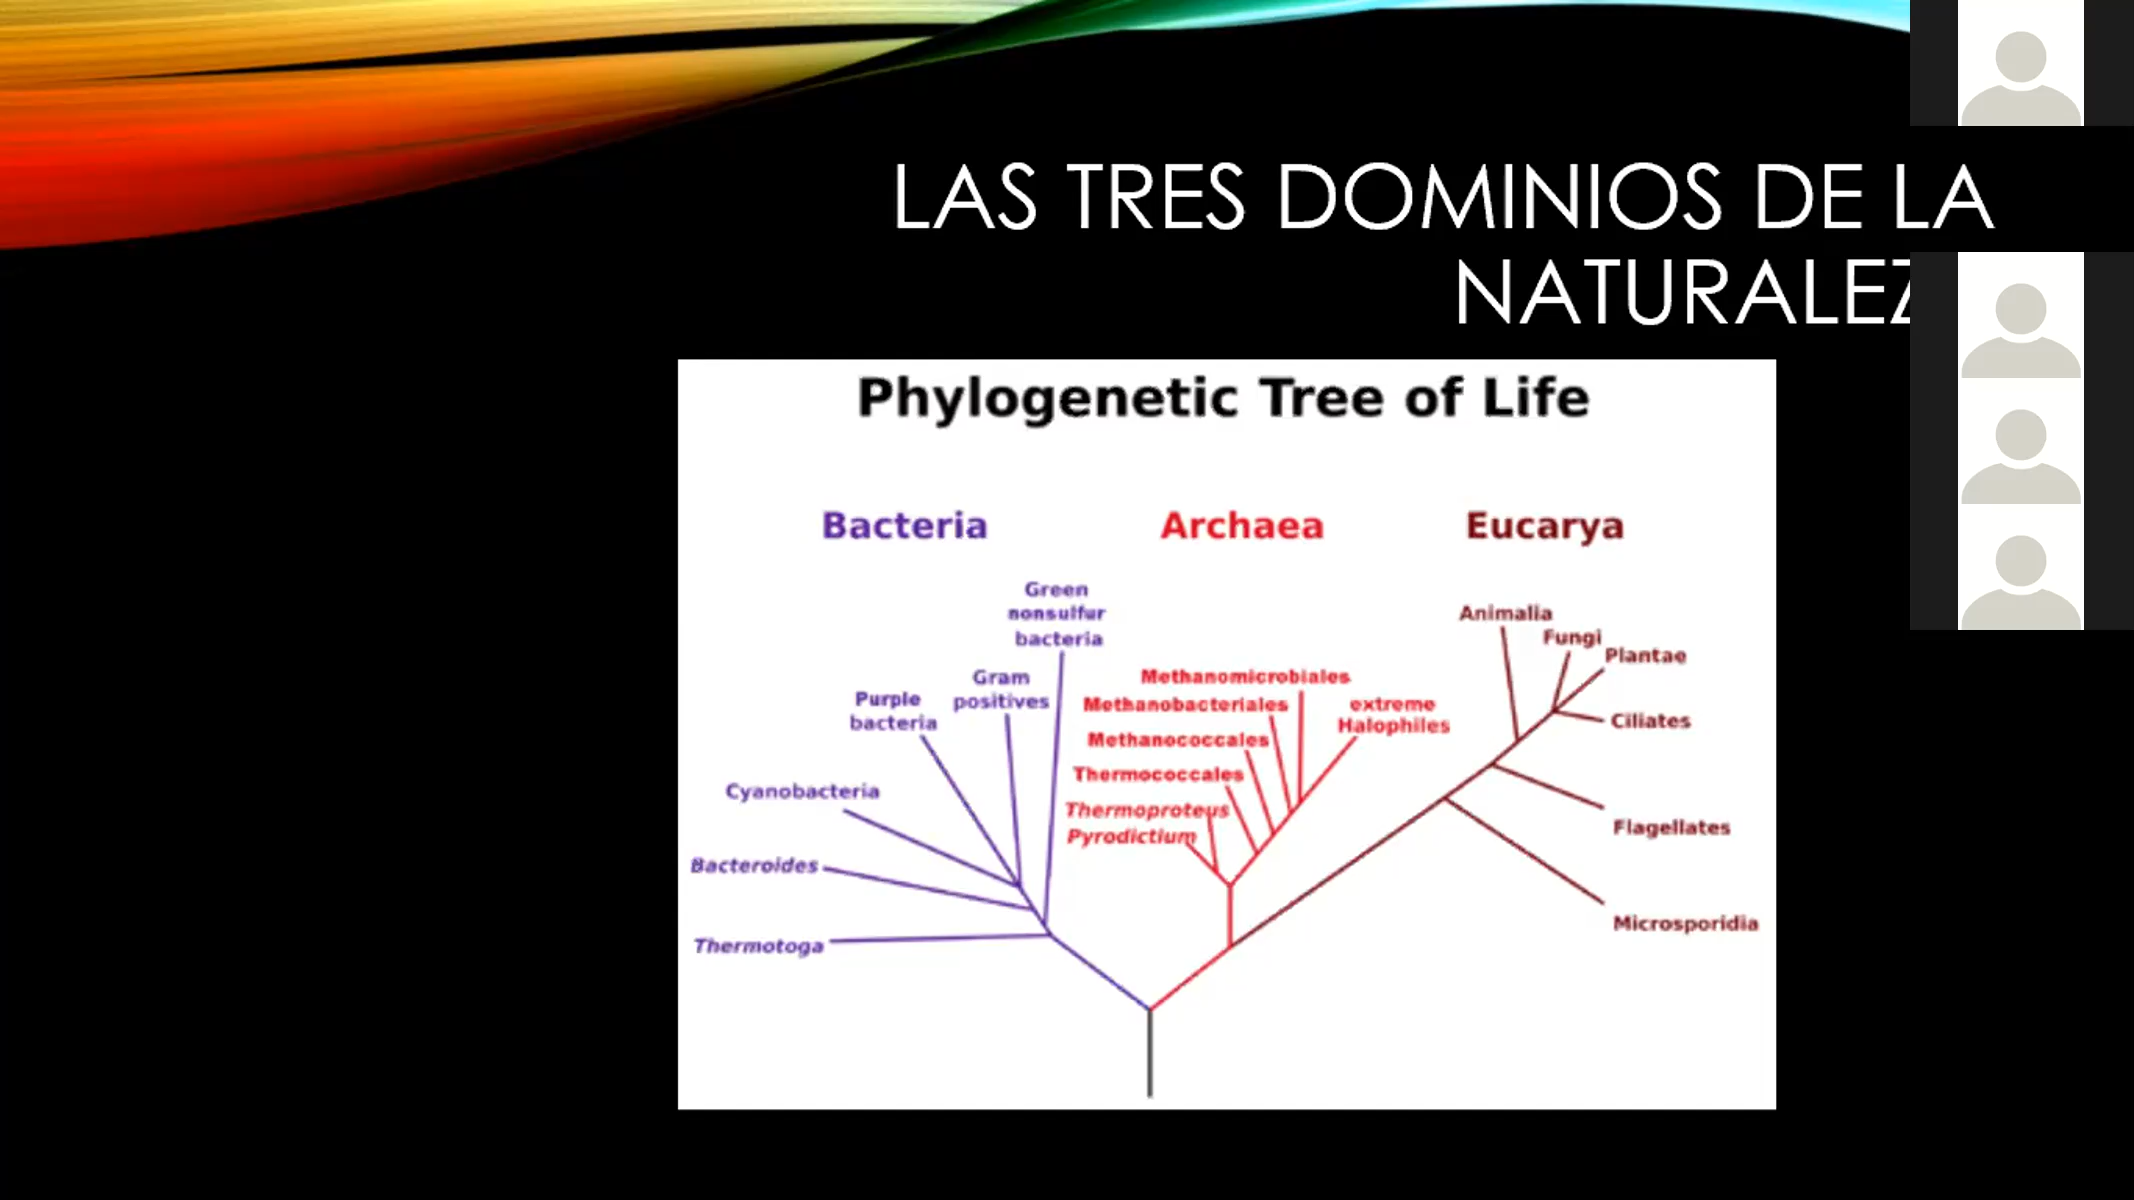 LAS TRES DOMINIOS DE LA
Phylogenetic Tree of Life
Bacteria
Archaea
Eucarya
Green
nonsulfur
bacteria
Gram
positives
Purple
bacteria
Cyanobacteria
Bacteroides
Thermotoga
Methanomicrobiales
Methanobacteriales
Methanococcales
Thermococcales
Thermoproteus
Pyrodictium
extreme
Halophiles
Animalia
Fungi
Plantae
Ciliates
Flagellates
Microsporidia